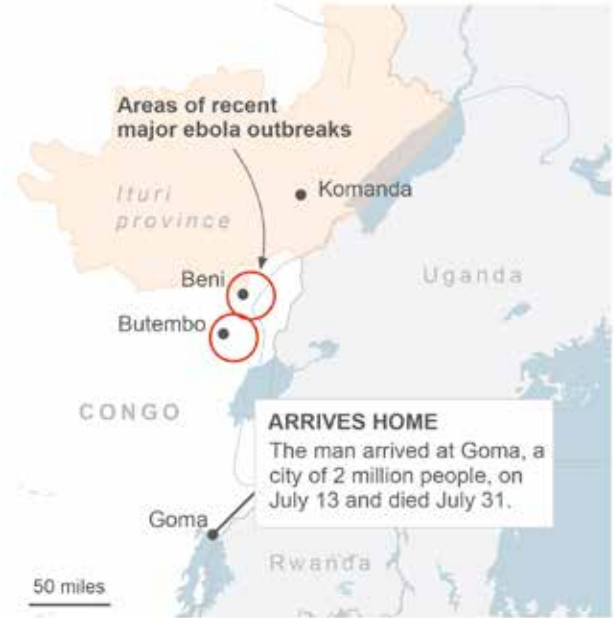 Areas of recent
major ebola outbreaks
Komanda
Ituri
province
Beni
Uganda
Butembo
CONGO
ARRIVES HOME
The man arrived at Goma, a
city of 2 million people, on
July 13 and died July 31.
Goma
Rwanda
50 miles